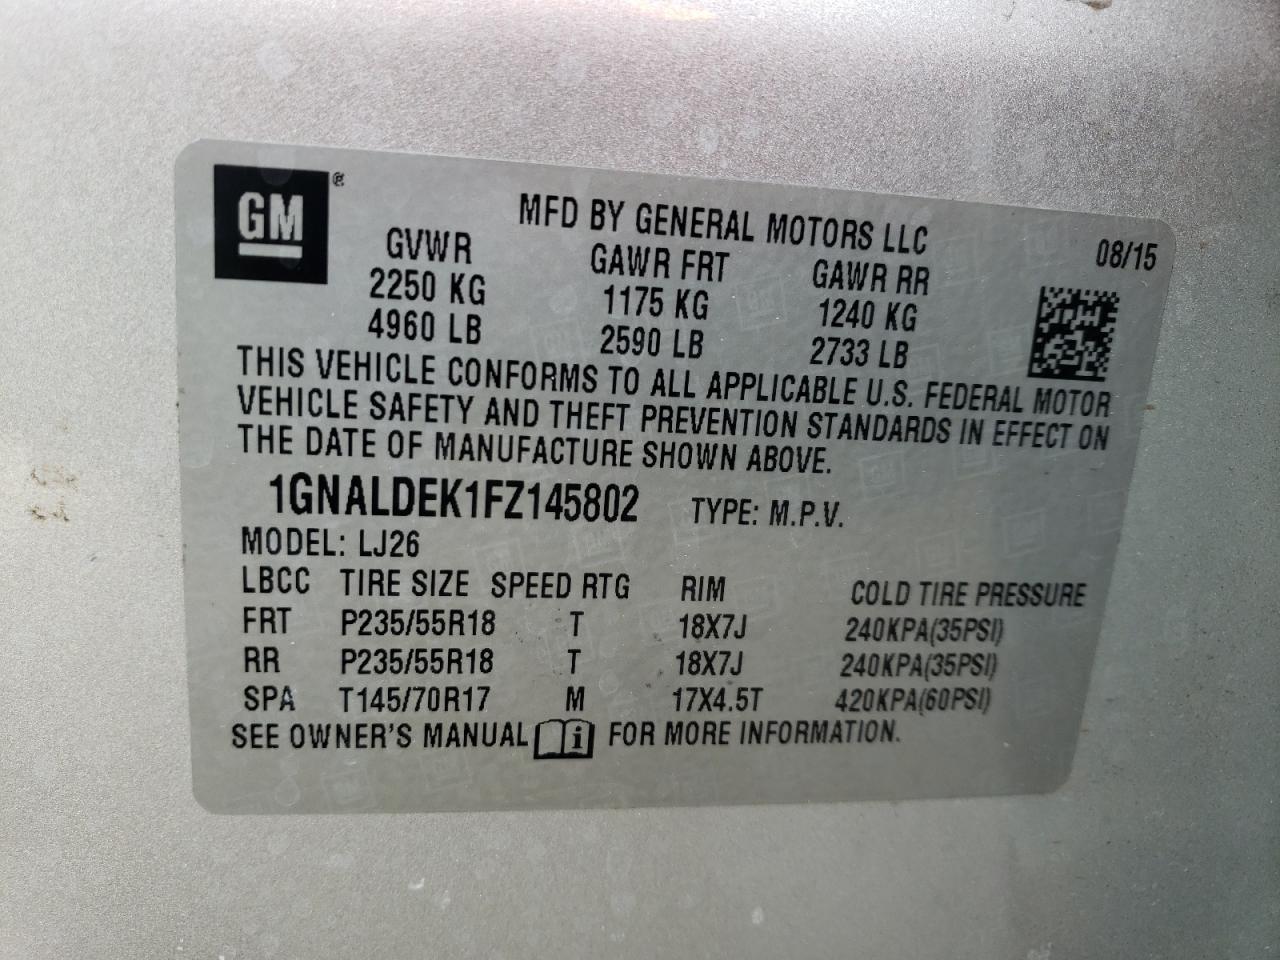 GM®
MFD BY GENERAL MOTORS LLC
08/15
GVWR GAWR FRT GAWR RR
2250 KG 1175 KG 1240 KG
4960 LB 2590 LB 2733 LB
THIS VEHICLE CONFORMS TO ALL APPLICABLE U.S. FEDERAL MOTOR
VEHICLE SAFETY AND THEFT PREVENTION STANDARDS IN EFFECT ON
THE DATE OF MANUFACTURE SHOWN ABOVE.
1GNALDEK1FZ145802 TYPE: M.P.V.
MODEL: LJ26
LBCC TIRE SIZE SPEED RTG RIM COLD TIRE PRESSURE
FRT P235/55R18 T 18X7J 240KPA(35PSI)
RR P235/55R18 T 18X7J 240KPA(35PSI)
SPA T145/70R17 M 17X4.5T 420KPA(60PSI)
SEE OWNER'S MANUAL i FOR MORE INFORMATION.